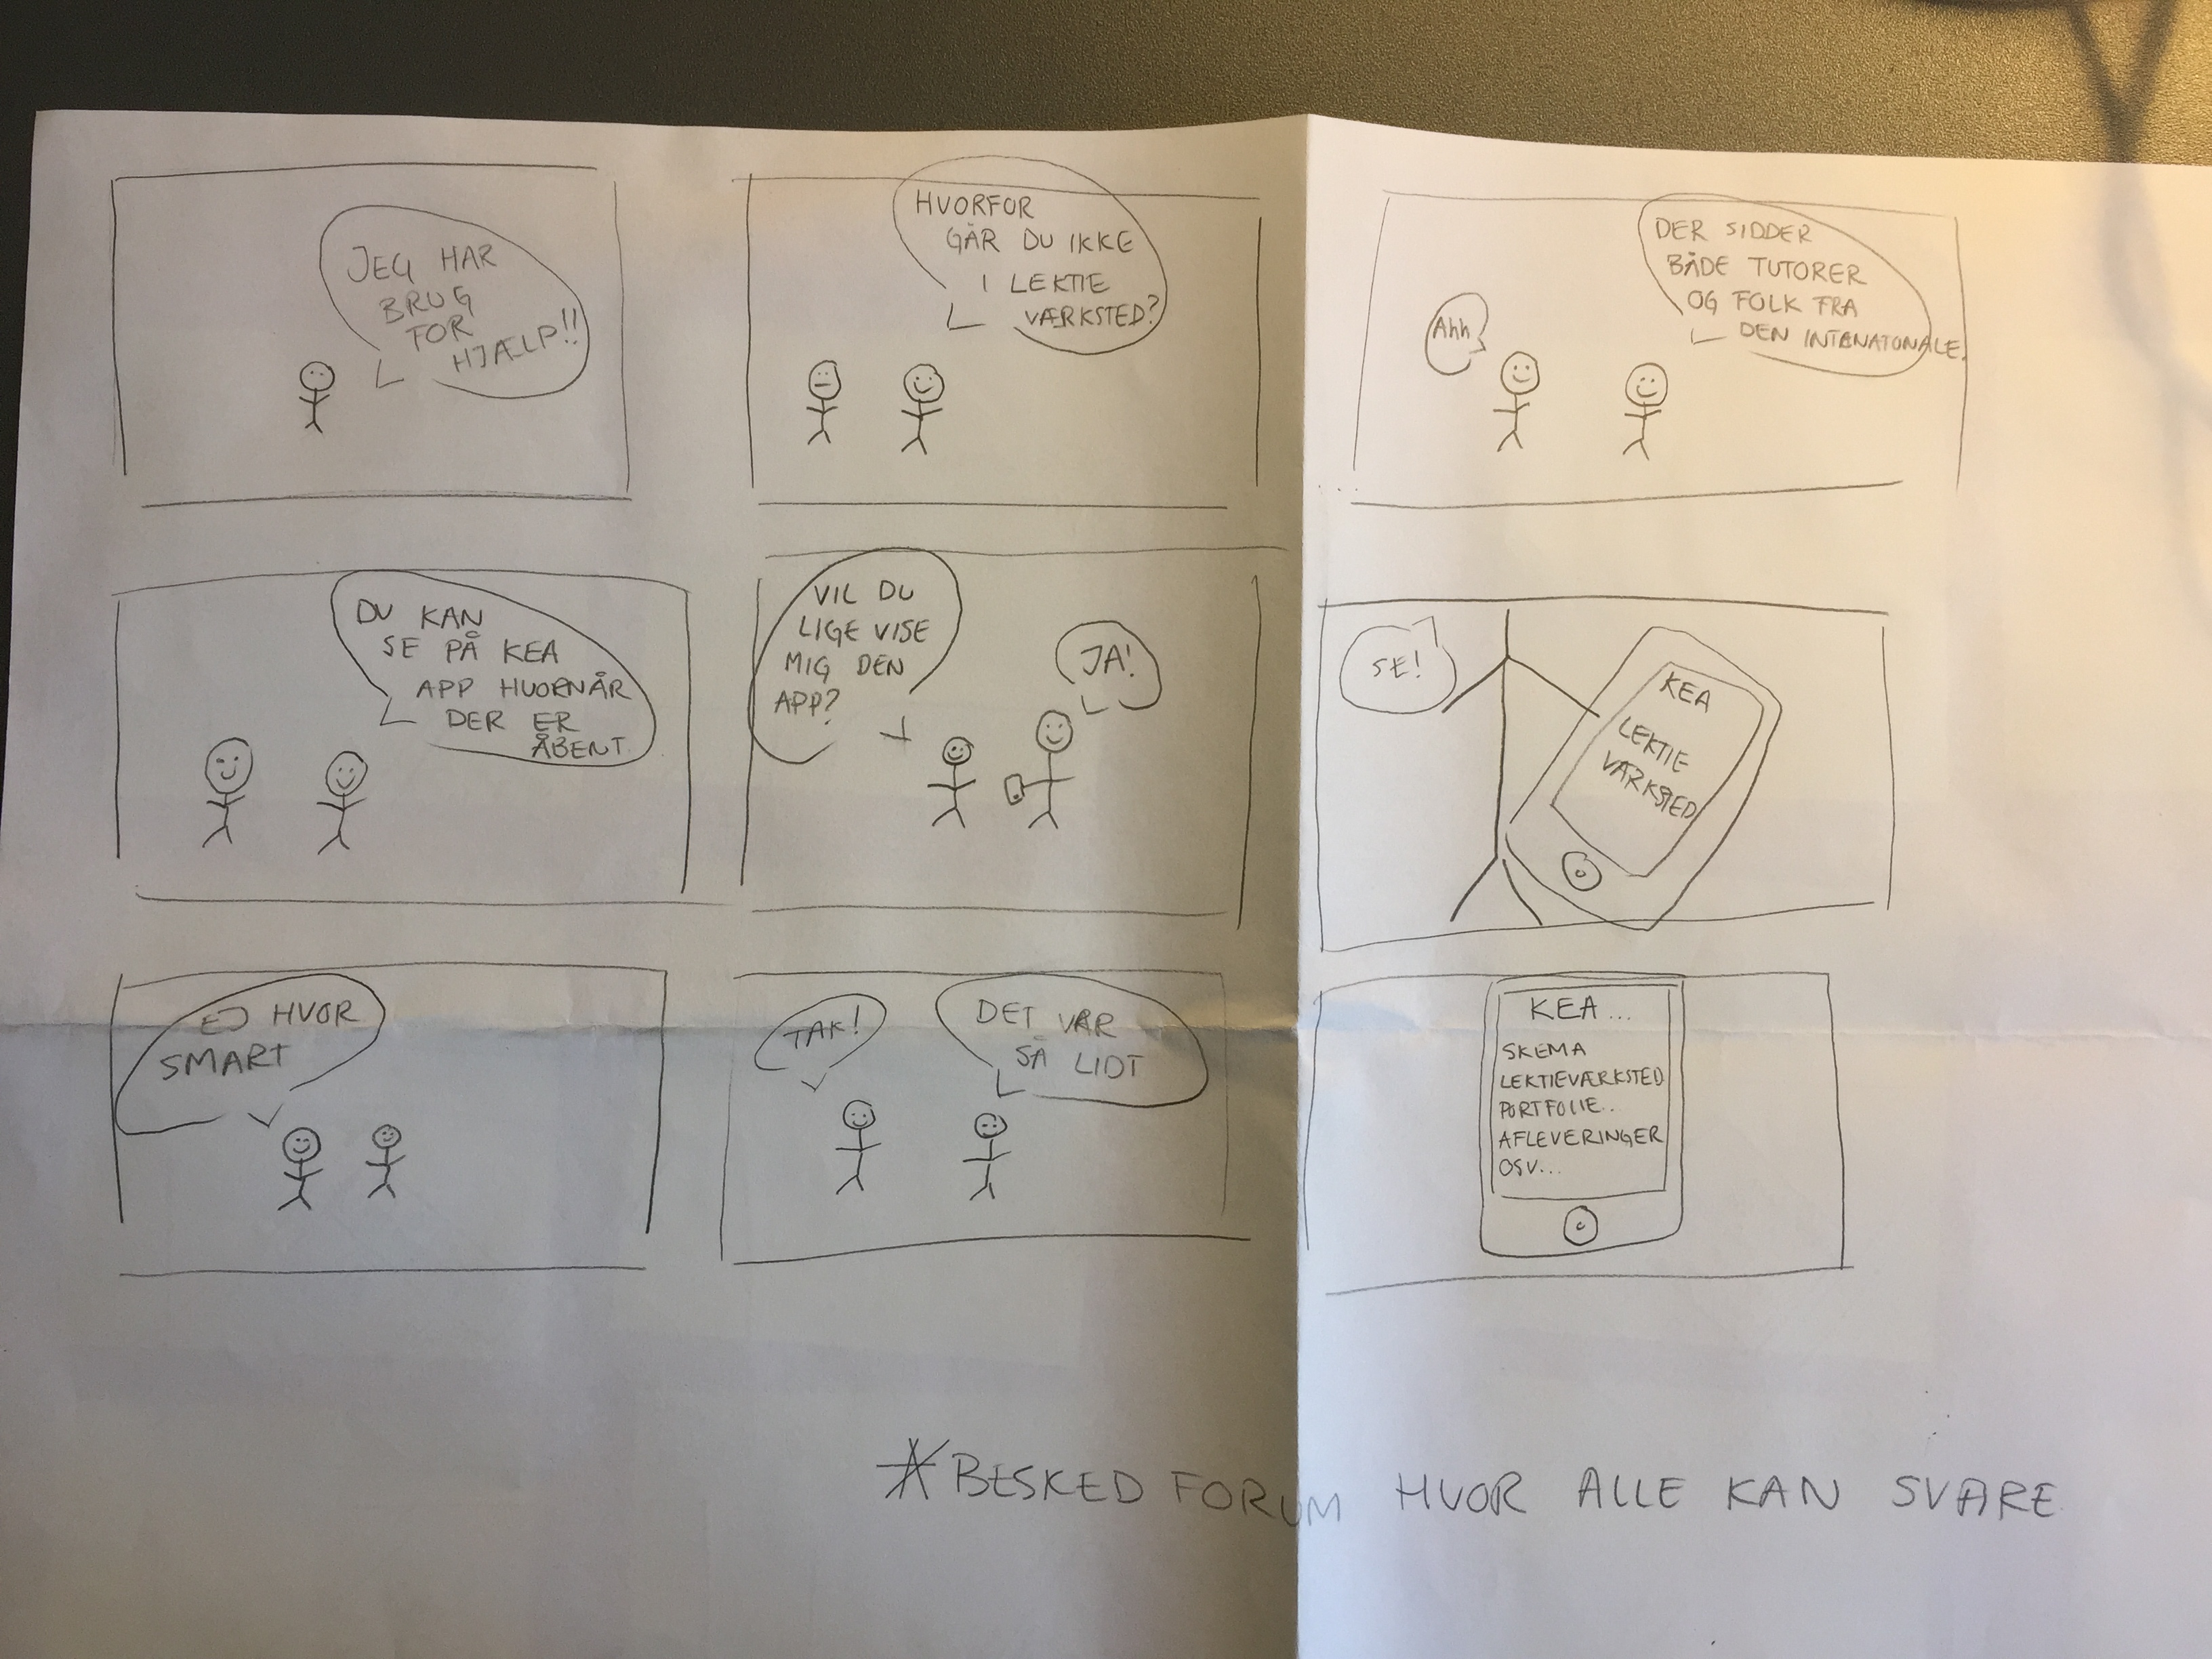 JEG HAR
BRUG
FOR
HJÆLP!!
HVORFOR
GÅR DU IKKE
I LEKTIE
VÆRKSTED?
Ahh
DER SIDDER
BÅDE TUTORER
OG FOLK FRA
DEN INTRNATONALE.
DU KAN
SE PÅ KEA
APP HVORNÅR
DER ER
ÅBENT.
VIL DU
LIGE VISE
MIG DEN
APP?
JA!
SE!
KEA
LEKTIE
VÆRKSTED
EJ HVOR
SMART
TAK!
DET VAR
SÅ LIDT
KEA...
SKEMA
LEKTIEVÆRKSTED
PORTFOLIE..
AFLEVERINGER
OSV...
*BESKED FORUM HVOR ALLE KAN SVARE